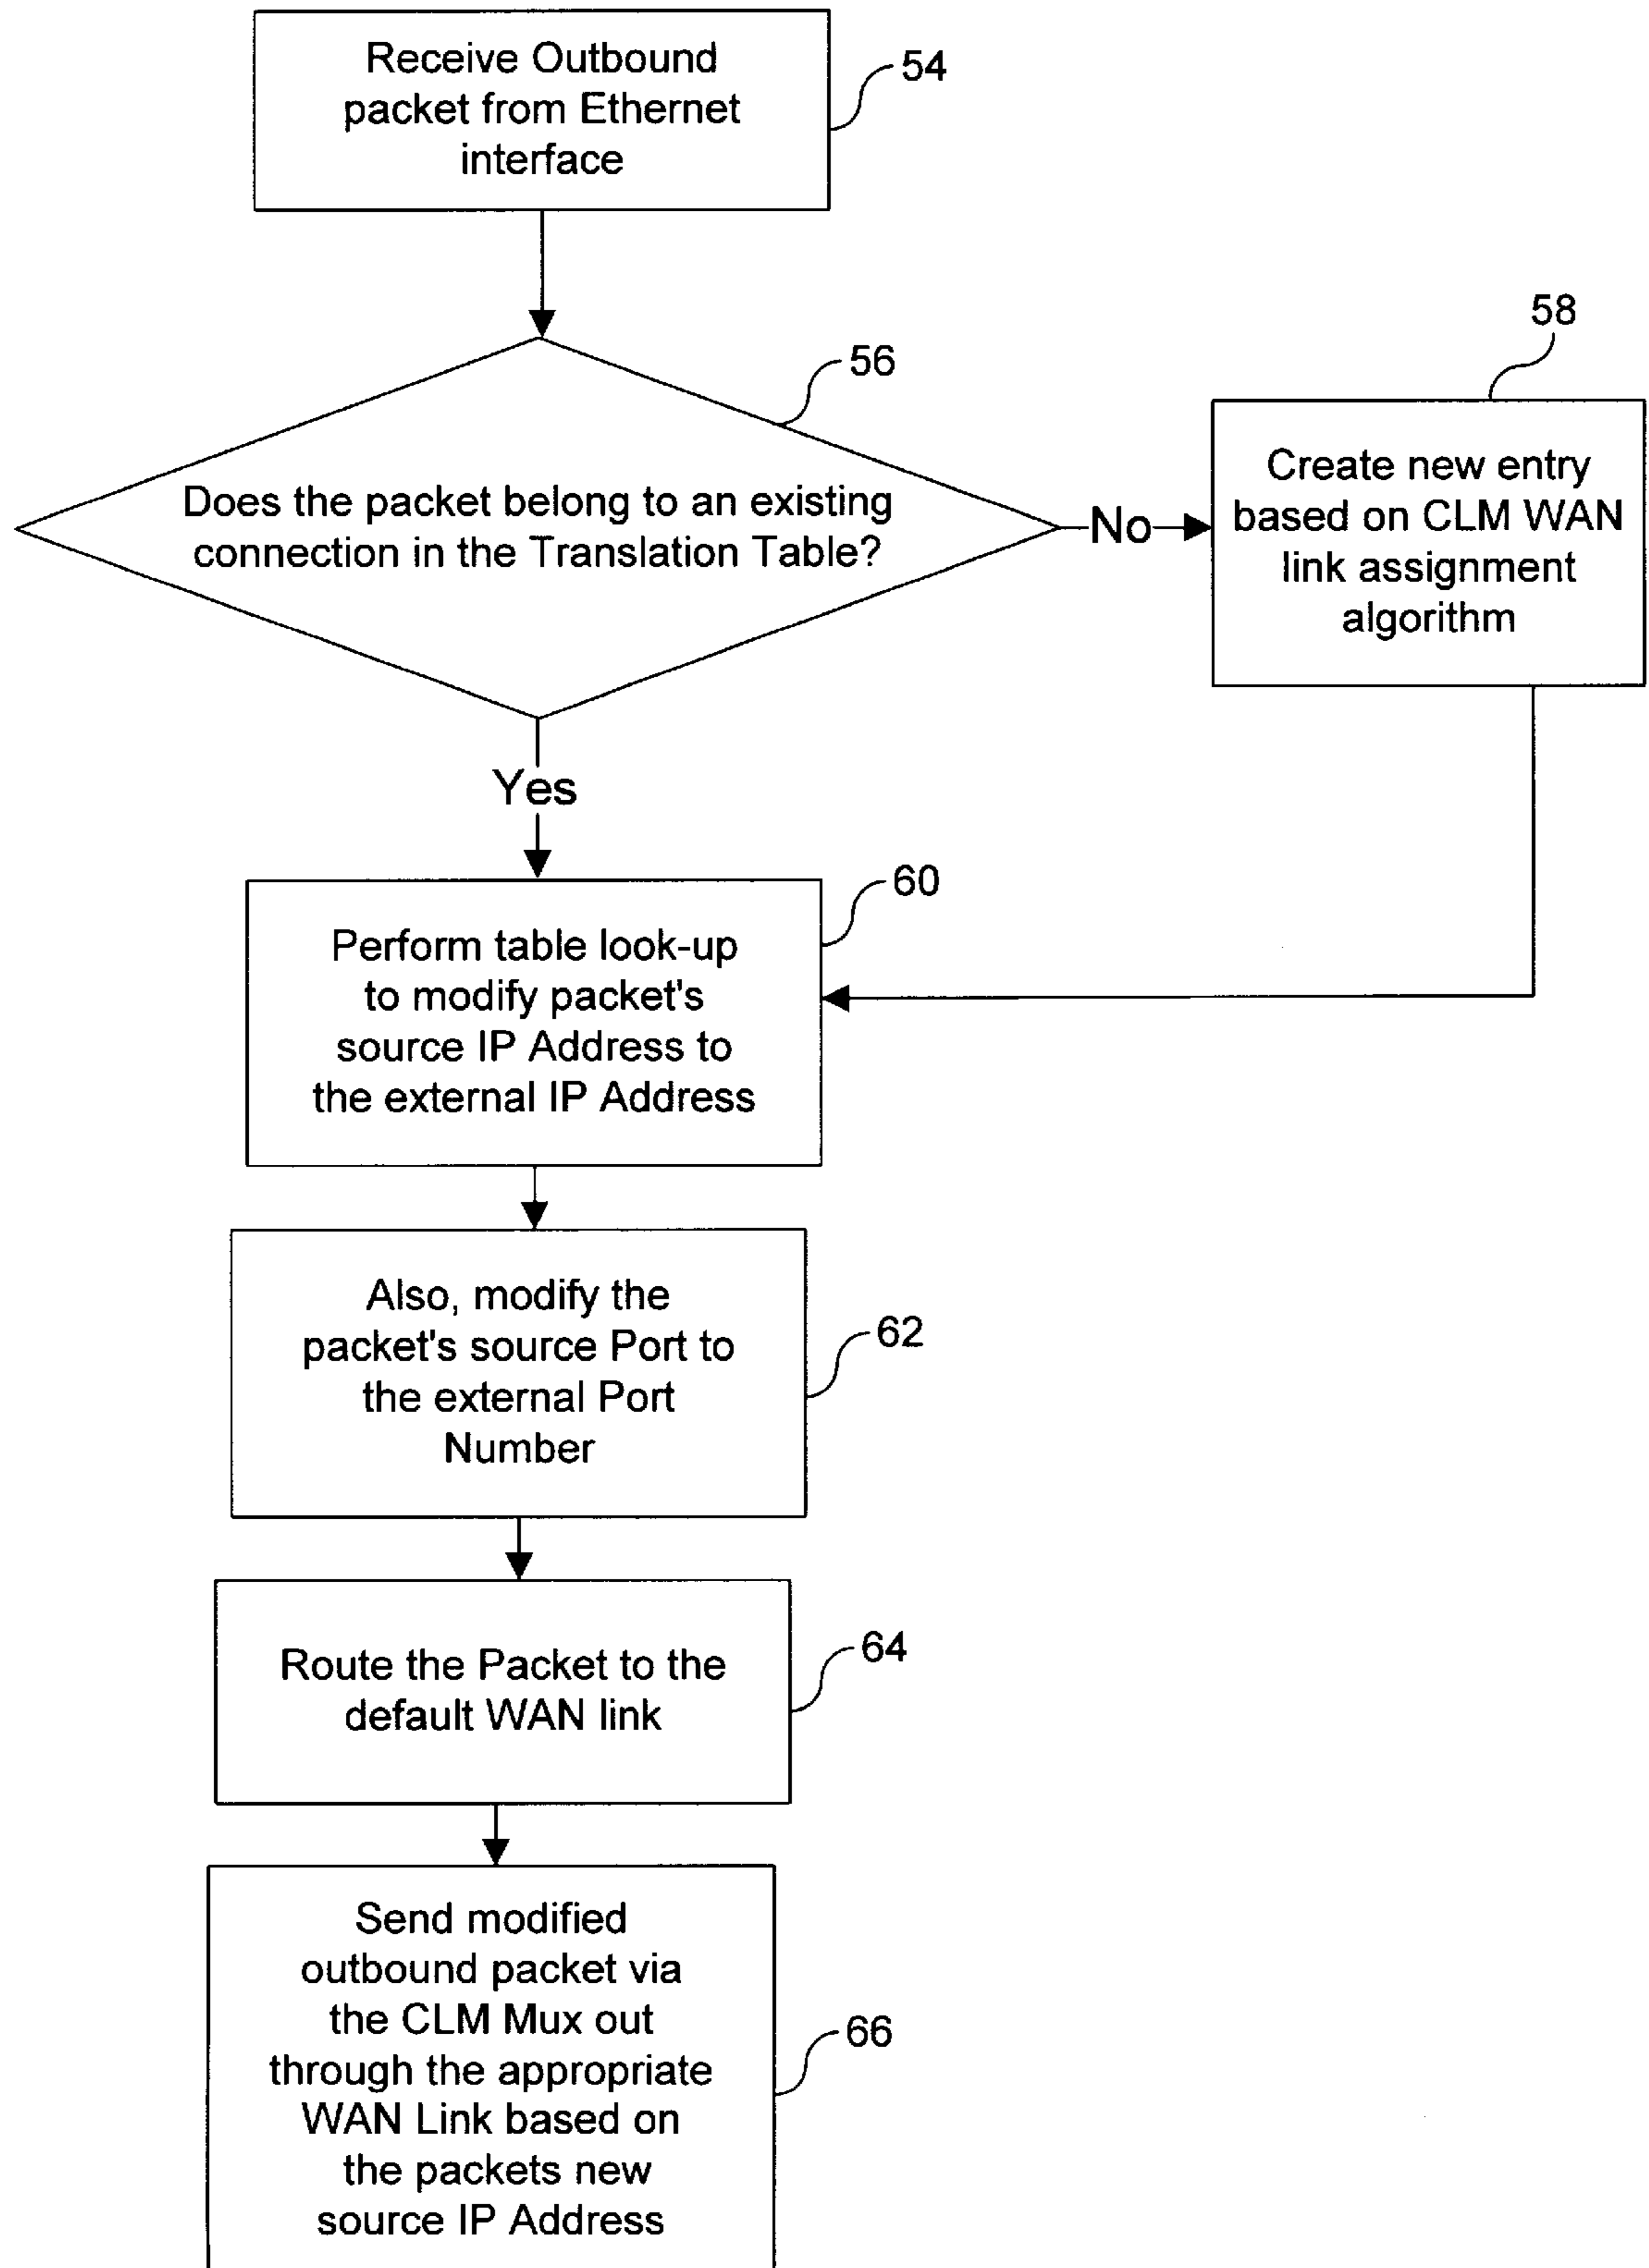 Receive Outbound
packet from Ethernet
interface
54
56
Does the packet belong to an existing
connection in the Translation Table?
No
58
Create new entry
based on CLM WAN
link assignment
algorithm
Yes
60
Perform table look-up
to modify packet's
source IP Address to
the external IP Address
Also, modify the
packet's source Port to
the external Port
Number
62
Route the Packet to the
default WAN link
64
Send modified
outbound packet via
the CLM Mux out
through the appropriate
WAN Link based on
the packets new
source IP Address
66